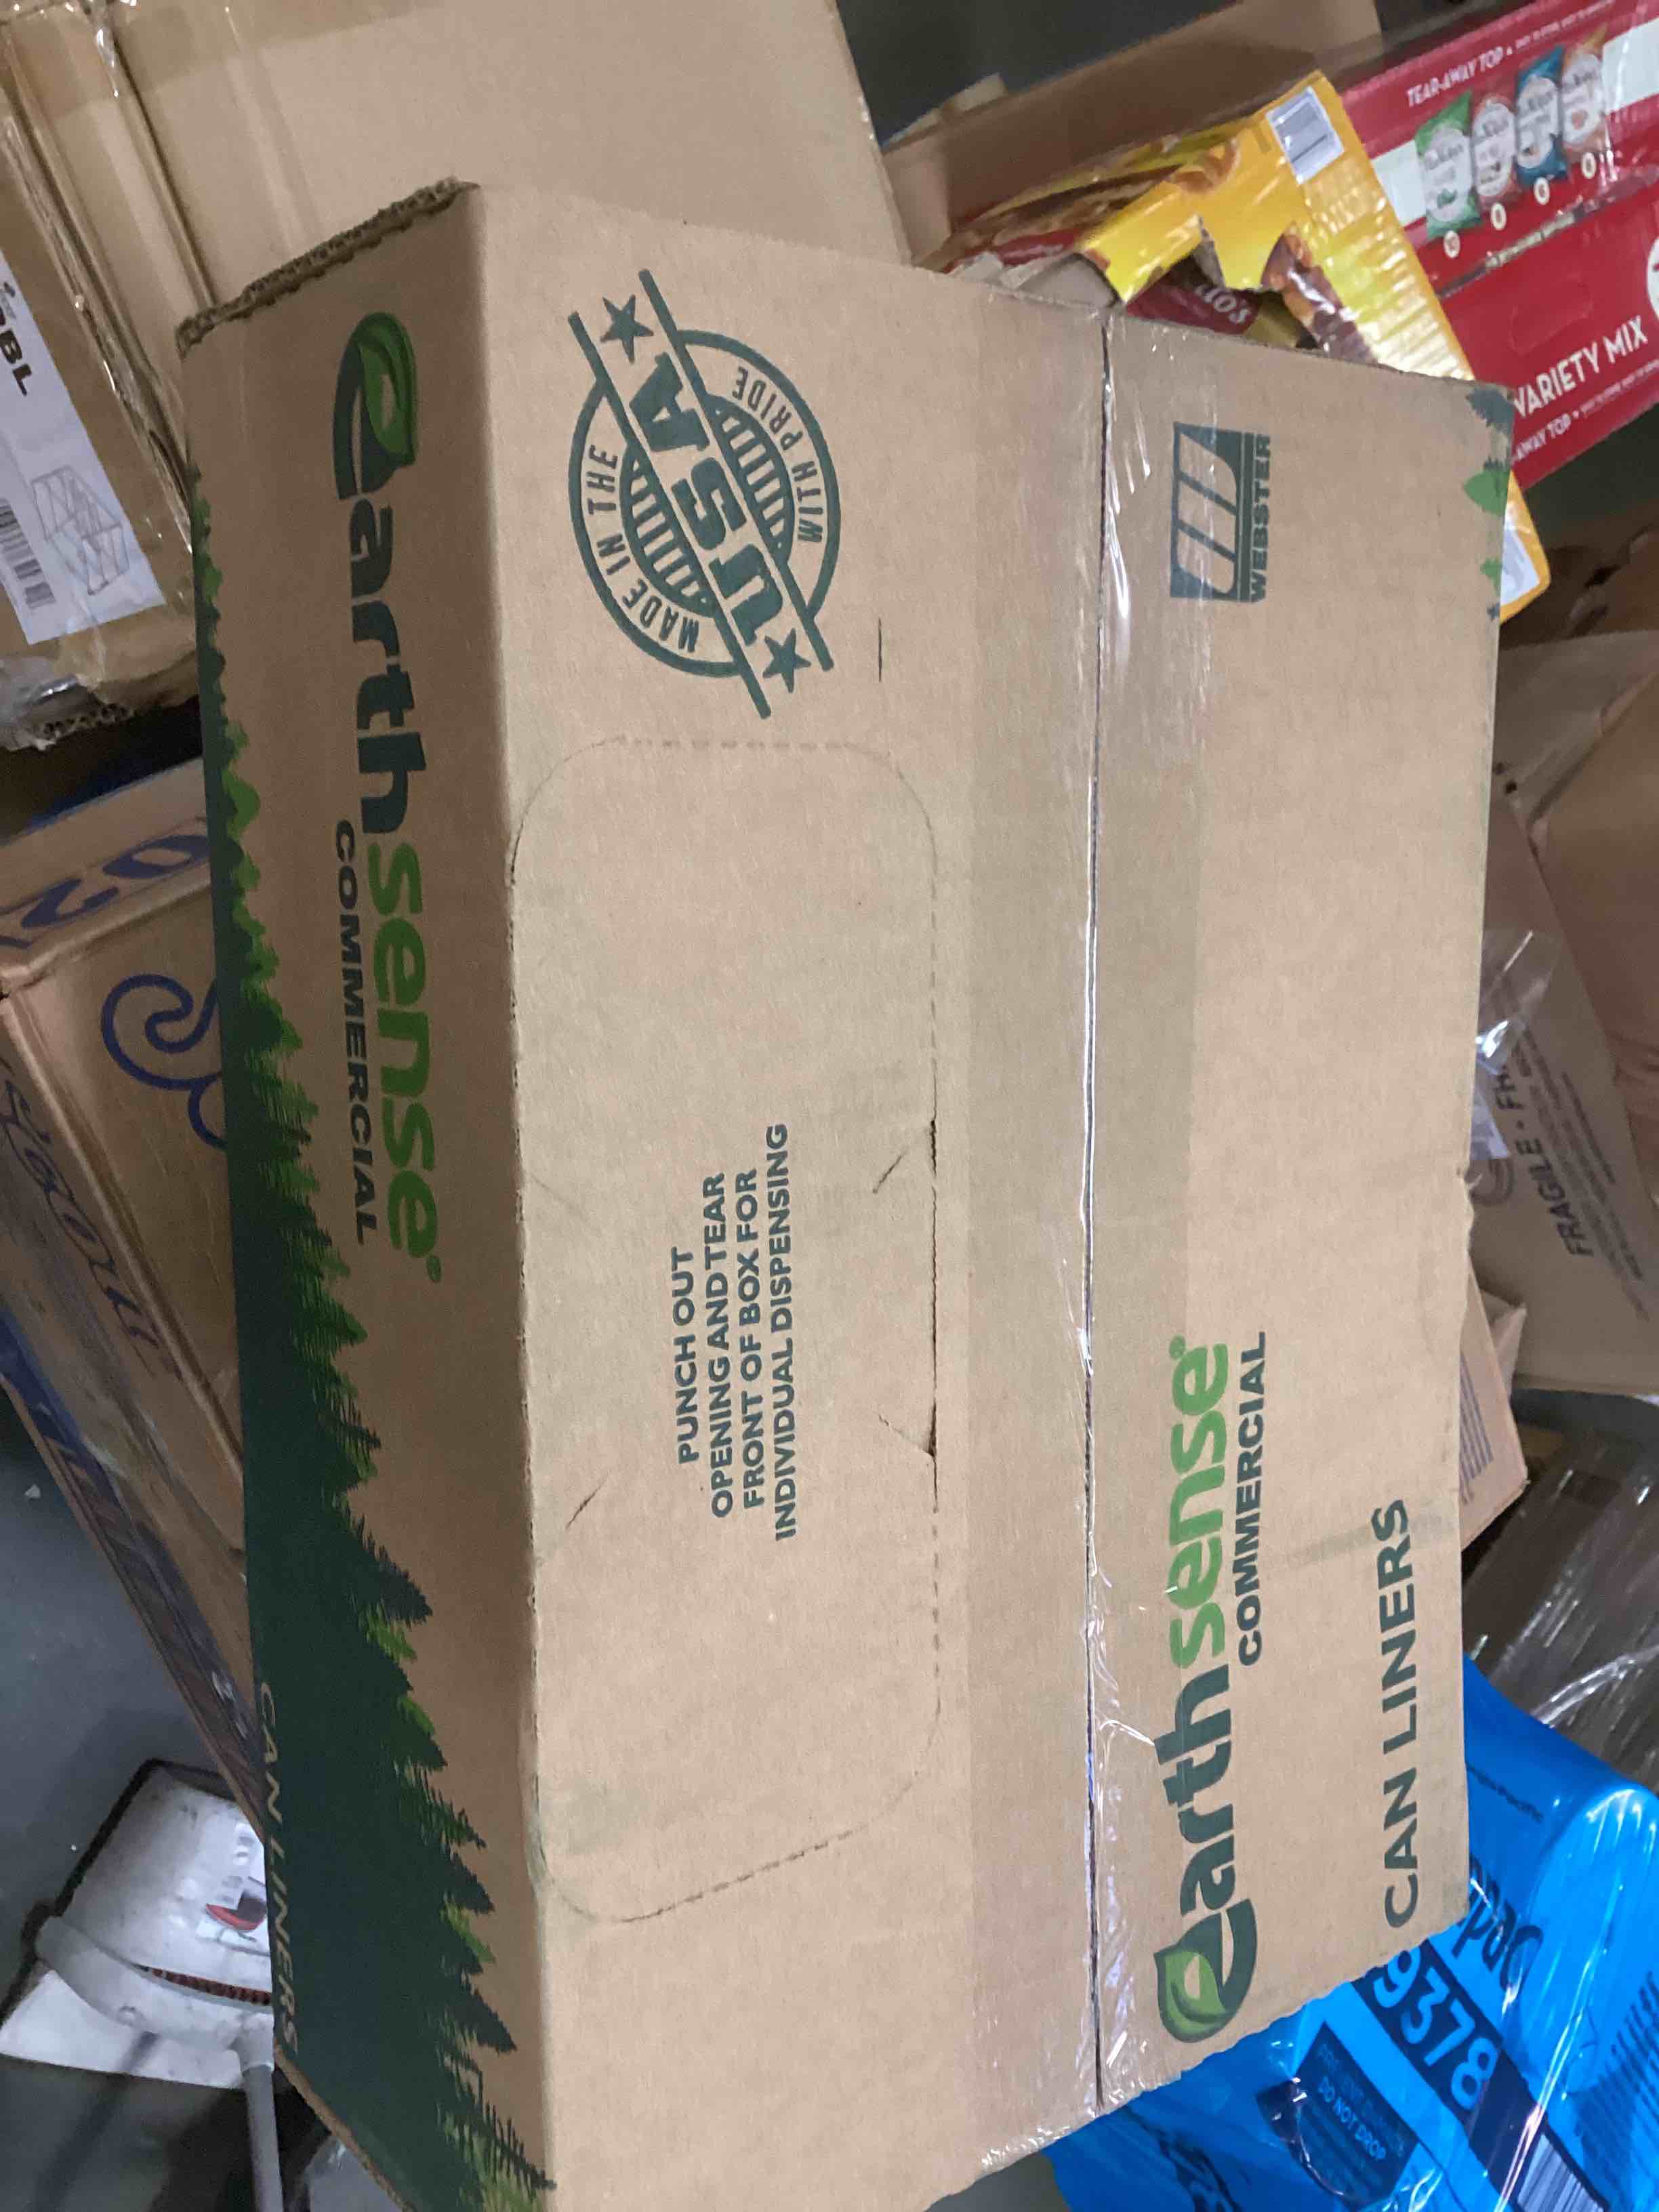 earthsense®
COMMERCIAL
CAN LINERS
MADE IN THE
USA
WITH PRIDE
PUNCH OUT
OPENING AND TEAR
FRONT OF BOX FOR
INDIVIDUAL DISPENSING
WEBSTER
earthsense®
COMMERCIAL
CAN LINERS
TEAR-AWAY TOP
VARIETY MIX
BL
FRAGILE
9378
DO NOT DROP